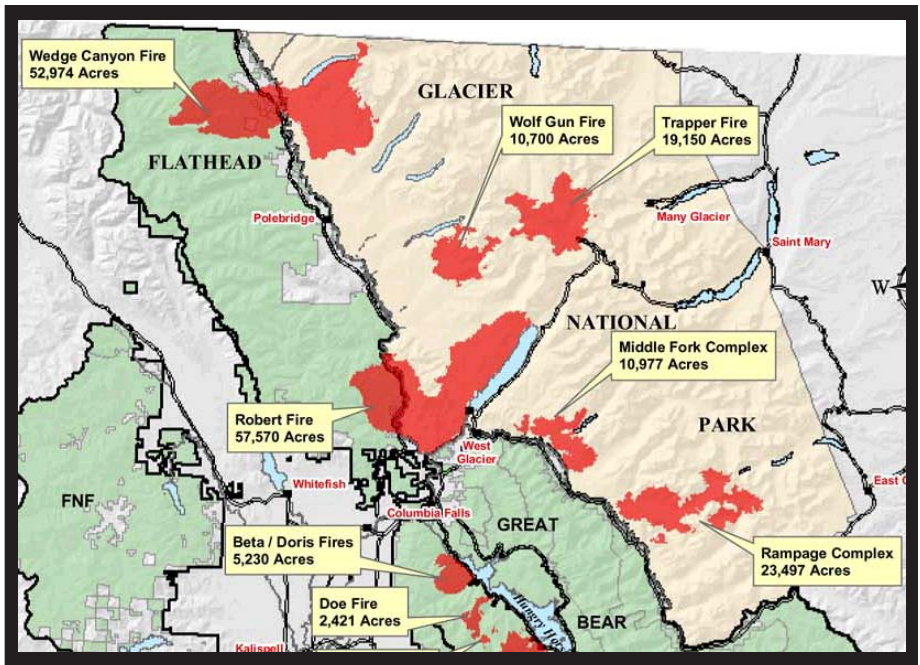 Wedge Canyon Fire
52,974 Acres
GLACIER
Wolf Gun Fire
10,700 Acres
Trapper Fire
19,150 Acres
FLATHEAD
Polebridge
Many Glacier
Saint Mary
W
NATIONAL
Middle Fork Complex
10,977 Acres
Robert Fire
57,570 Acres
PARK
West
Glacier
FNF
Whitefish
East
Columbia Falls
GREAT
Beta / Doris Fires
5,230 Acres
Rampage Complex
23,497 Acres
Doe Fire
2,421 Acres
Hungry
BEAR
Kalispell